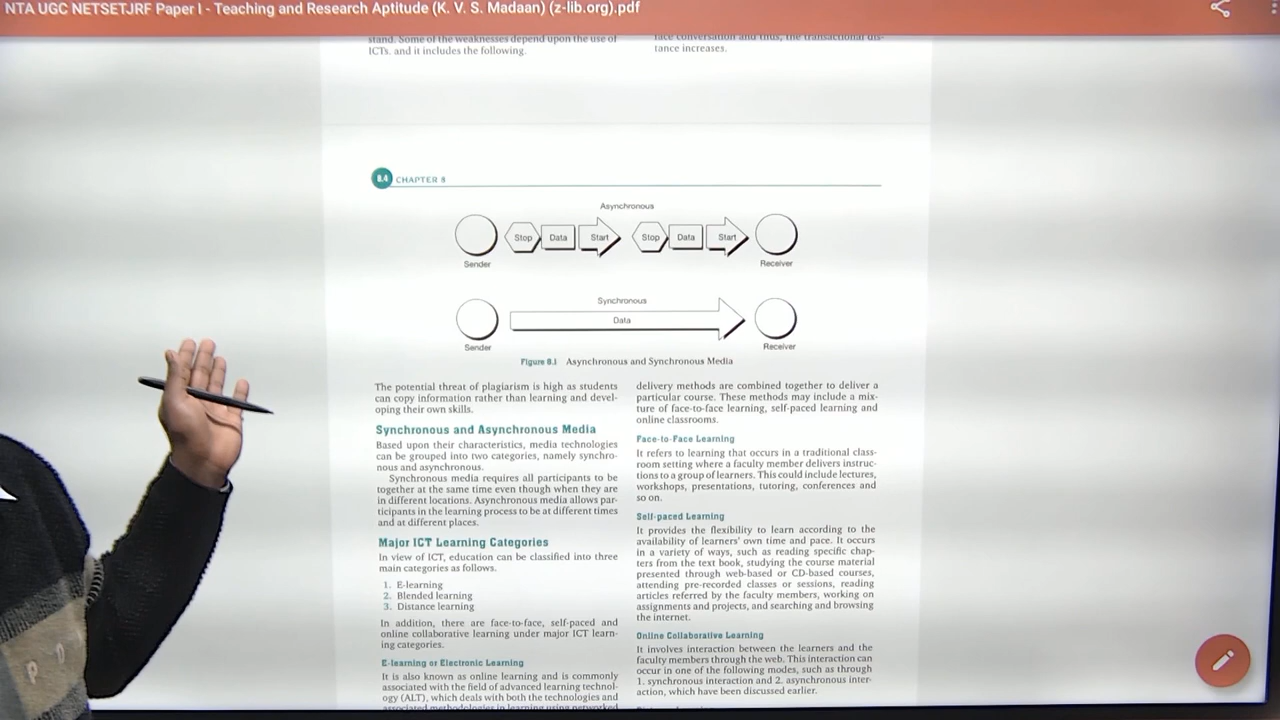 NTA UGC NETSETJRF Paper I - Teaching and Research Aptitude (K. V. S. Madaan) (z-lib.org).pdf
stand. Some of the weaknesses depend upon the use of
ICTs. and it includes the following.
face conversation and thus, the transactional dis-
tance increases.
8.4 CHAPTER 8
Asynchronous
Stop Data Start Stop Data Start
Sender Receiver
Synchronous
Data
Sender Receiver
Figure 8.1 Asynchronous and Synchronous Media
The potential threat of plagiarism is high as students
can copy information rather than learning and devel-
oping their own skills.
Synchronous and Asynchronous Media
Based upon their characteristics, media technologies
can be grouped into two categories, namely synchro-
nous and asynchronous.
Synchronous media requires all participants to be
together at the same time even though when they are
in different locations. Asynchronous media allows par-
ticipants in the learning process to be at different times
and at different places.
Major ICT Learning Categories
In view of ICT, education can be classified into three
main categories as follows.
1. E-learning
2. Blended learning
3. Distance learning
In addition, there are face-to-face, self-paced and
online collaborative learning under major ICT learn-
ing categories.
E-learning or Electronic Learning
It is also known as online learning and is commonly
associated with the field of advanced learning technol-
ogy (ALT), which deals with both the technologies and
associated methodologies in learning using networked
delivery methods are combined together to deliver a
particular course. These methods may include a mix-
ture of face-to-face learning, self-paced learning and
online classrooms.
Face-to-Face Learning
It refers to learning that occurs in a traditional class-
room setting where a faculty member delivers instruc-
tions to a group of learners. This could include lectures,
workshops, presentations, tutoring, conferences and
so on.
Self-paced Learning
It provides the flexibility to learn according to the
availability of learners' own time and pace. It occurs
in a variety of ways, such as reading specific chap-
ters from the text book, studying the course material
presented through web-based or CD-based courses,
attending pre-recorded classes or sessions, reading
articles referred by the faculty members, working on
assignments and projects, and searching and browsing
the internet.
Online Collaborative Learning
It involves interaction between the learners and the
faculty members through the web. This interaction can
occur in one of the following modes, such as through
1. synchronous interaction and 2. asynchronous inter-
action, which have been discussed earlier.